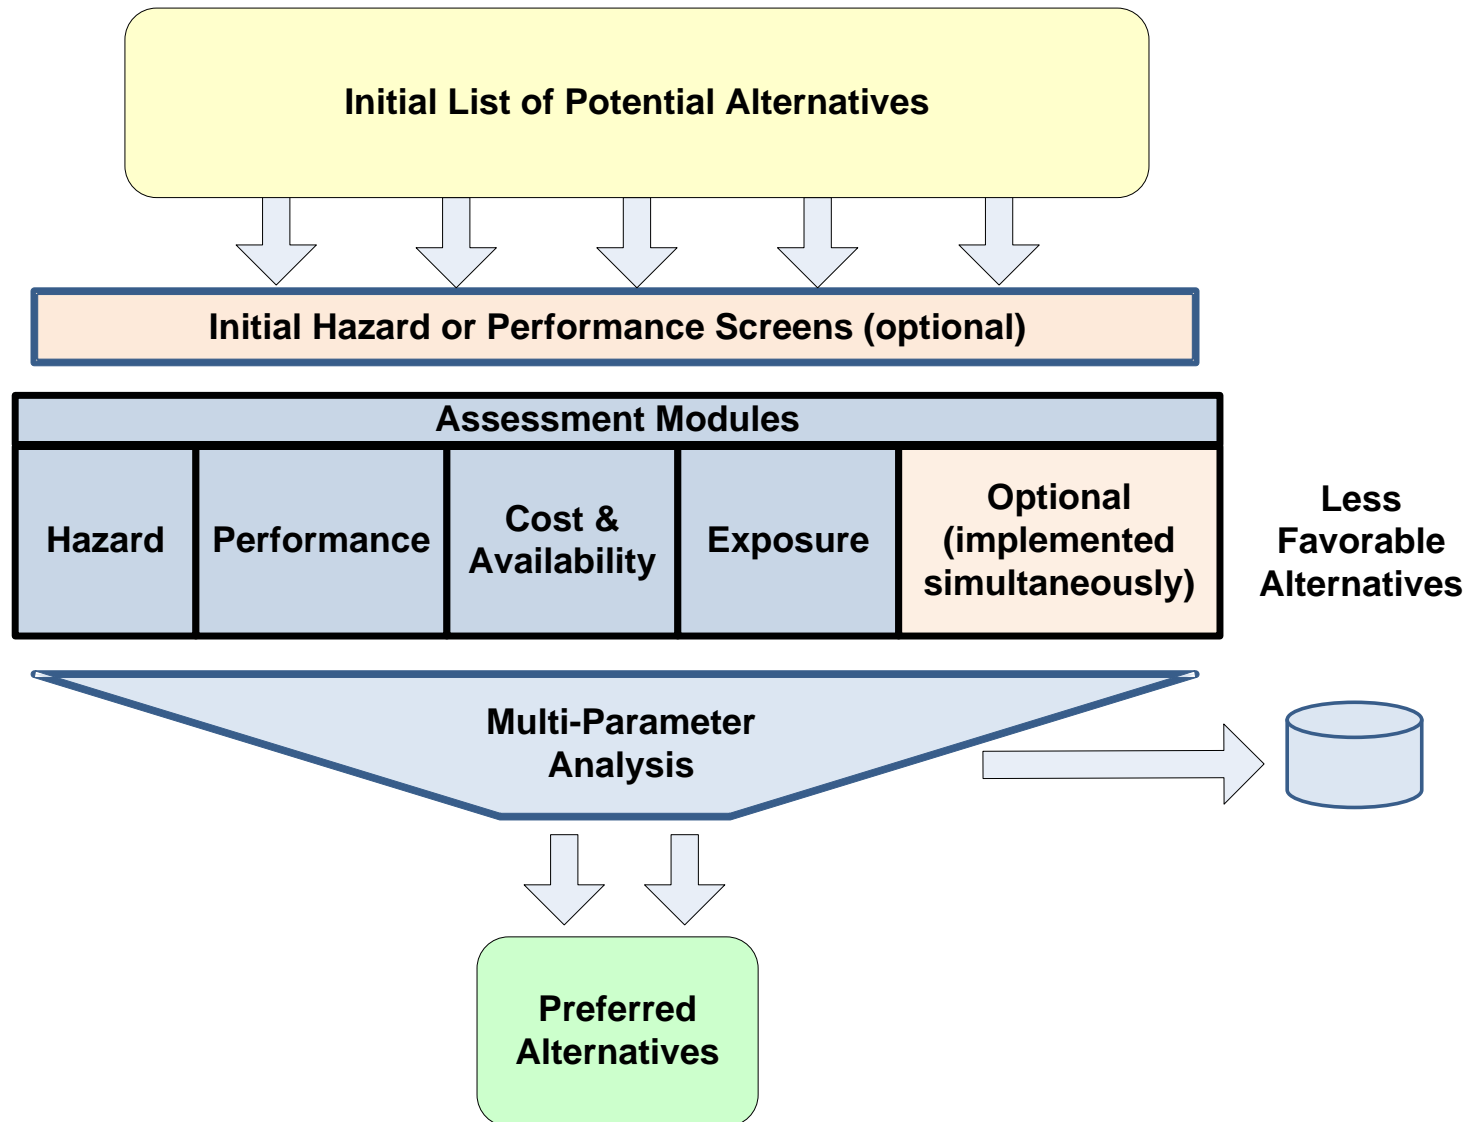 Initial List of Potential Alternatives
Initial Hazard or Performance Screens (optional)
Assessment Modules
Hazard
Performance
Cost &
Availability
Exposure
Optional
(implemented
simultaneously)
Less
Favorable
Alternatives
Multi-Parameter
Analysis
Preferred
Alternatives